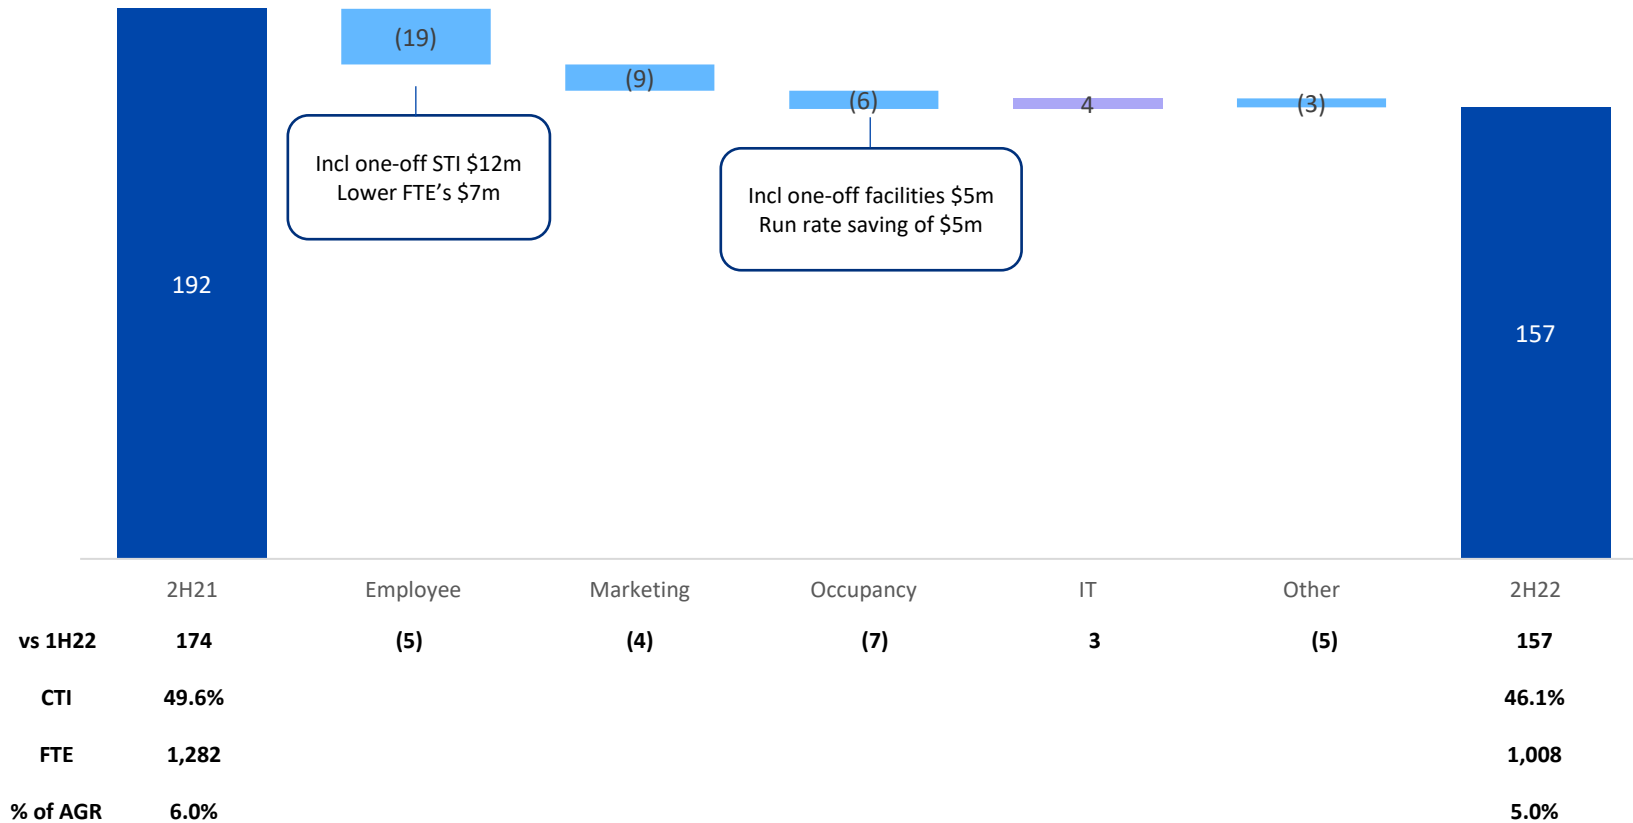 (19)
(9)
(6)
4
(3)
Incl one-off STI $12m
Lower FTE's $7m
Incl one-off facilities $5m
Run rate saving of $5m
192
157
2H21 Employee Marketing Occupancy IT Other 2H22
vs 1H22 174 (5) (4) (7) 3 (5) 157
CTI 49.6% 46.1%
FTE 1,282 1,008
% of AGR 6.0% 5.0%